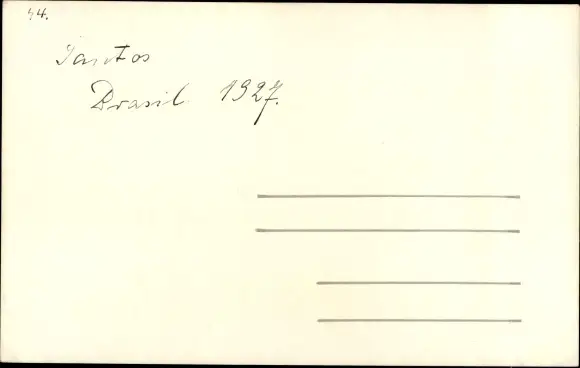 44.
Santos
Brasil 1927.